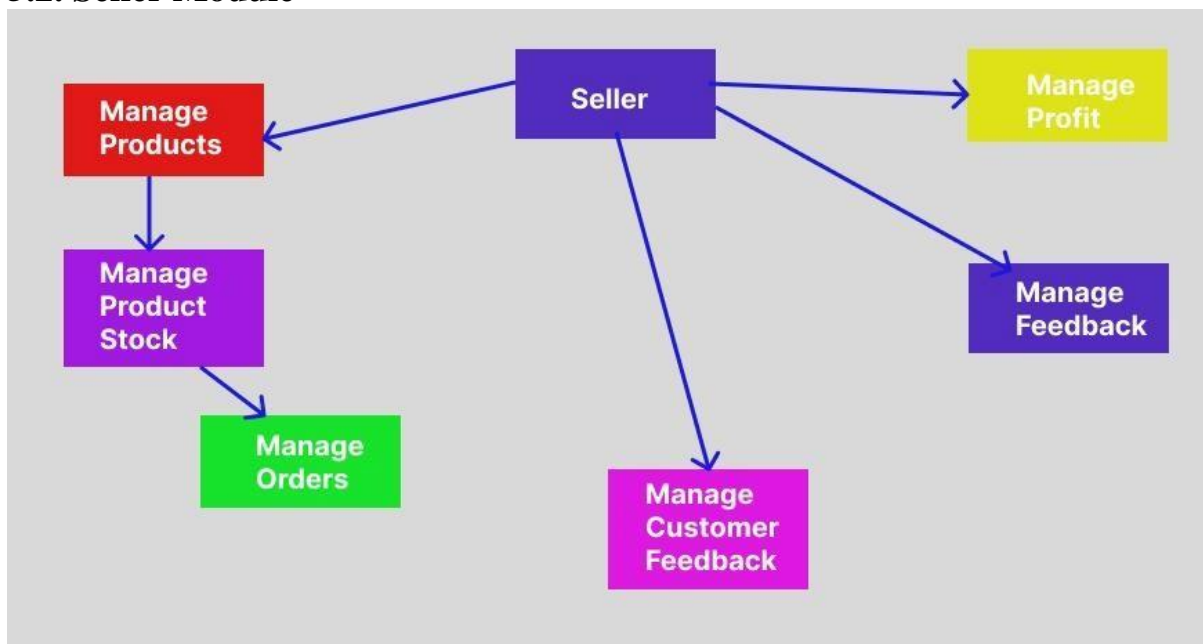 Seller
Manage
Profit
Manage
Products
Manage
Product
Stock
Manage
Feedback
Manage
Orders
Manage
Customer
Feedback